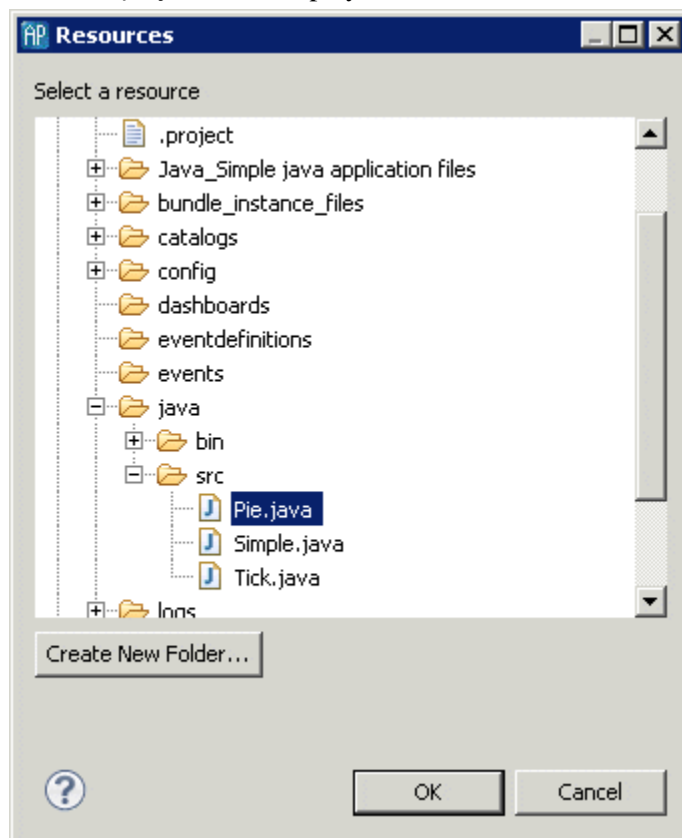 AP Resources
Select a resource
.project
Java_Simple java application files
bundle_instance_files
catalogs
config
dashboards
eventdefinitions
events
java
bin
src
J Pie.java
J Simple.java
J Tick.java
logs
Create New Folder...
? OK Cancel